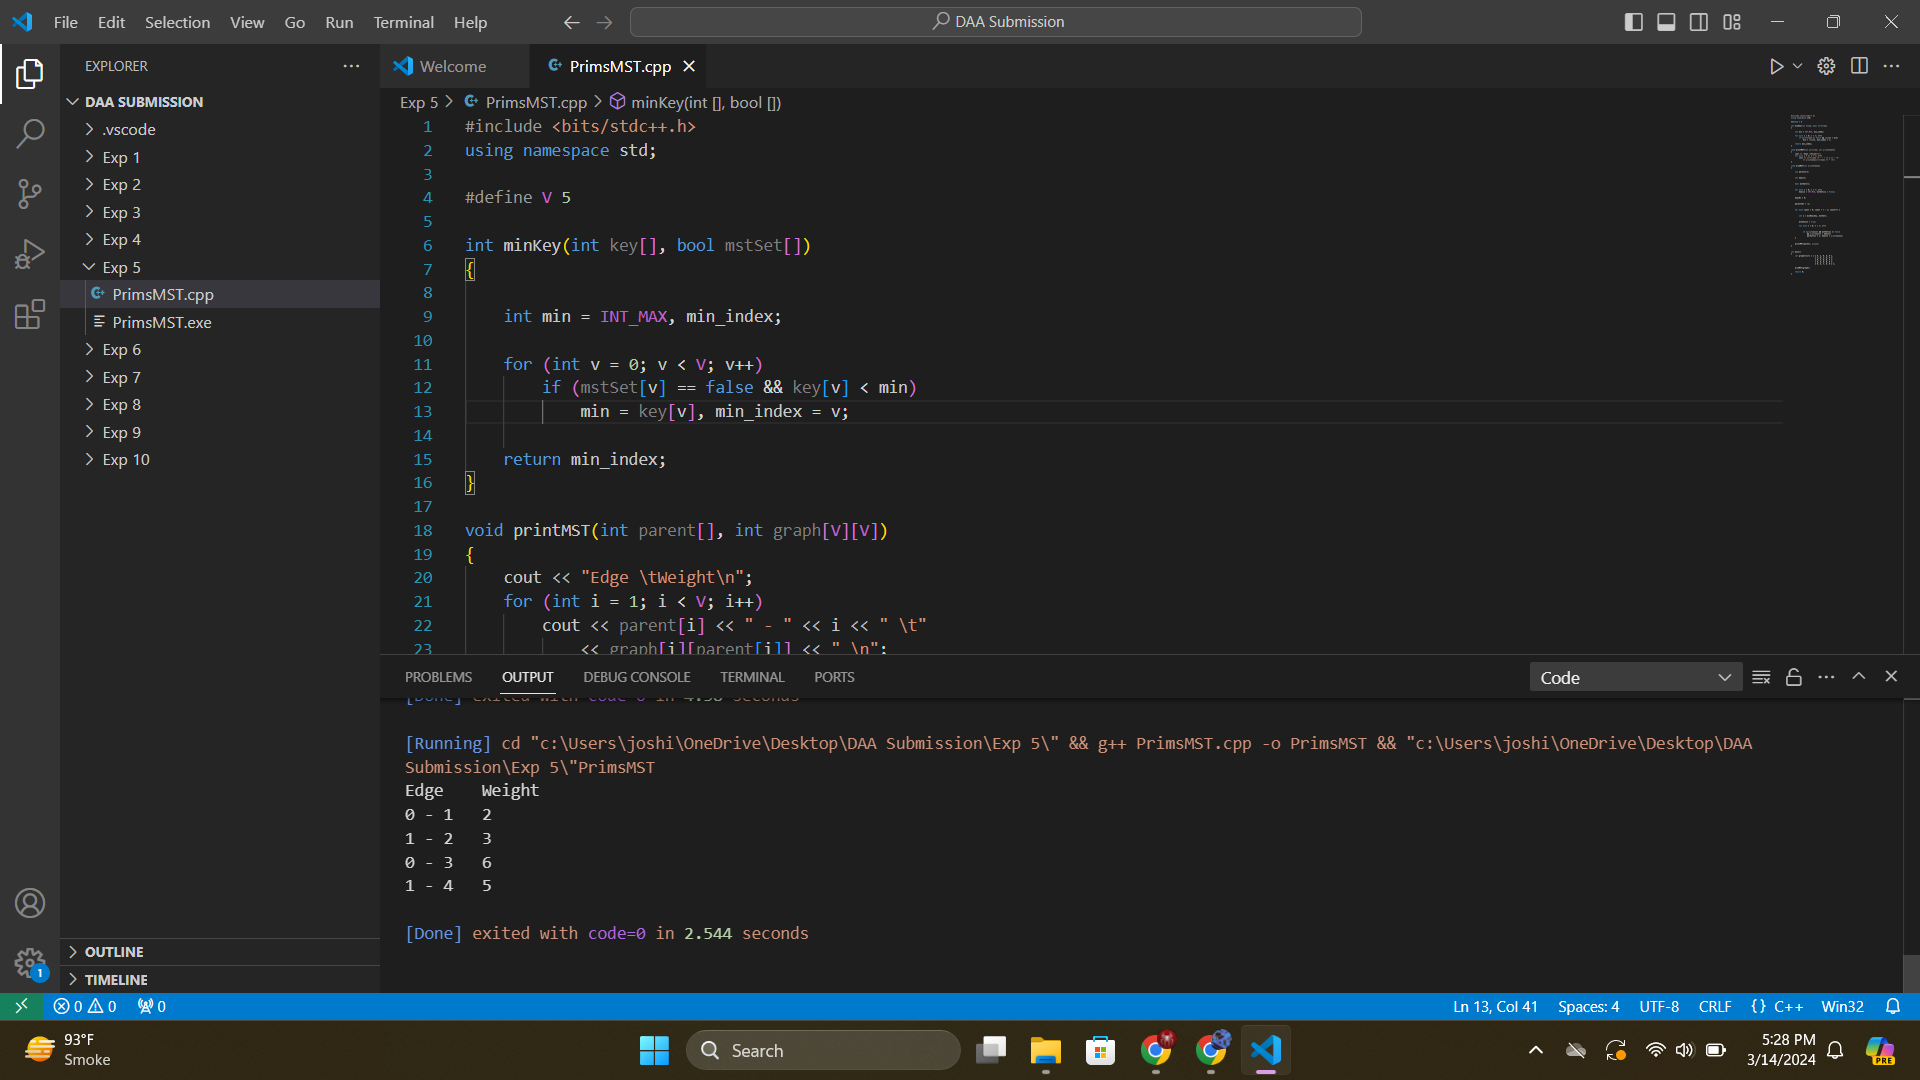 File Edit Selection View Go Run Terminal Help
DAA Submission
EXPLORER
Welcome
PrimsMST.cpp
DAA SUBMISSION
.vscode
Exp 1
Exp 2
Exp 3
Exp 4
Exp 5
PrimsMST.cpp
PrimsMST.exe
Exp 6
Exp 7
Exp 8
Exp 9
Exp 10
OUTLINE
TIMELINE
1
Exp 5 > PrimsMST.cpp > minKey(int [], bool [])
1 #include <bits/stdc++.h>
2 using namespace std;
3
4 #define V 5
5
6 int minKey(int key[], bool mstSet[])
7 {
8
9 int min = INT_MAX, min_index;
10
11 for (int v = 0; v < V; v++)
12 if (mstSet[v] == false && key[v] < min)
13 min = key[v], min_index = v;
14
15 return min_index;
16 }
17
18 void printMST(int parent[], int graph[V][V])
19 {
20 cout << "Edge \tWeight\n";
21 for (int i = 1; i < V; i++)
22 cout << parent[i] << " - " << i << " \t"
23 << graph[i][parent[i]] << " \n";
PROBLEMS OUTPUT DEBUG CONSOLE TERMINAL PORTS
Code
[Done] exited with code=0 in 4.58 seconds
[Running] cd "c:\Users\joshi\OneDrive\Desktop\DAA Submission\Exp 5\" && g++ PrimsMST.cpp -o PrimsMST && "c:\Users\joshi\OneDrive\Desktop\DAA
Submission\Exp 5\"PrimsMST
Edge Weight
0 - 1 2
1 - 2 3
0 - 3 6
1 - 4 5
[Done] exited with code=0 in 2.544 seconds
0 0 0
Ln 13, Col 41 Spaces: 4 UTF-8 CRLF {} C++ Win32
93°F
Smoke
Search
5:28 PM
3/14/2024
PRE